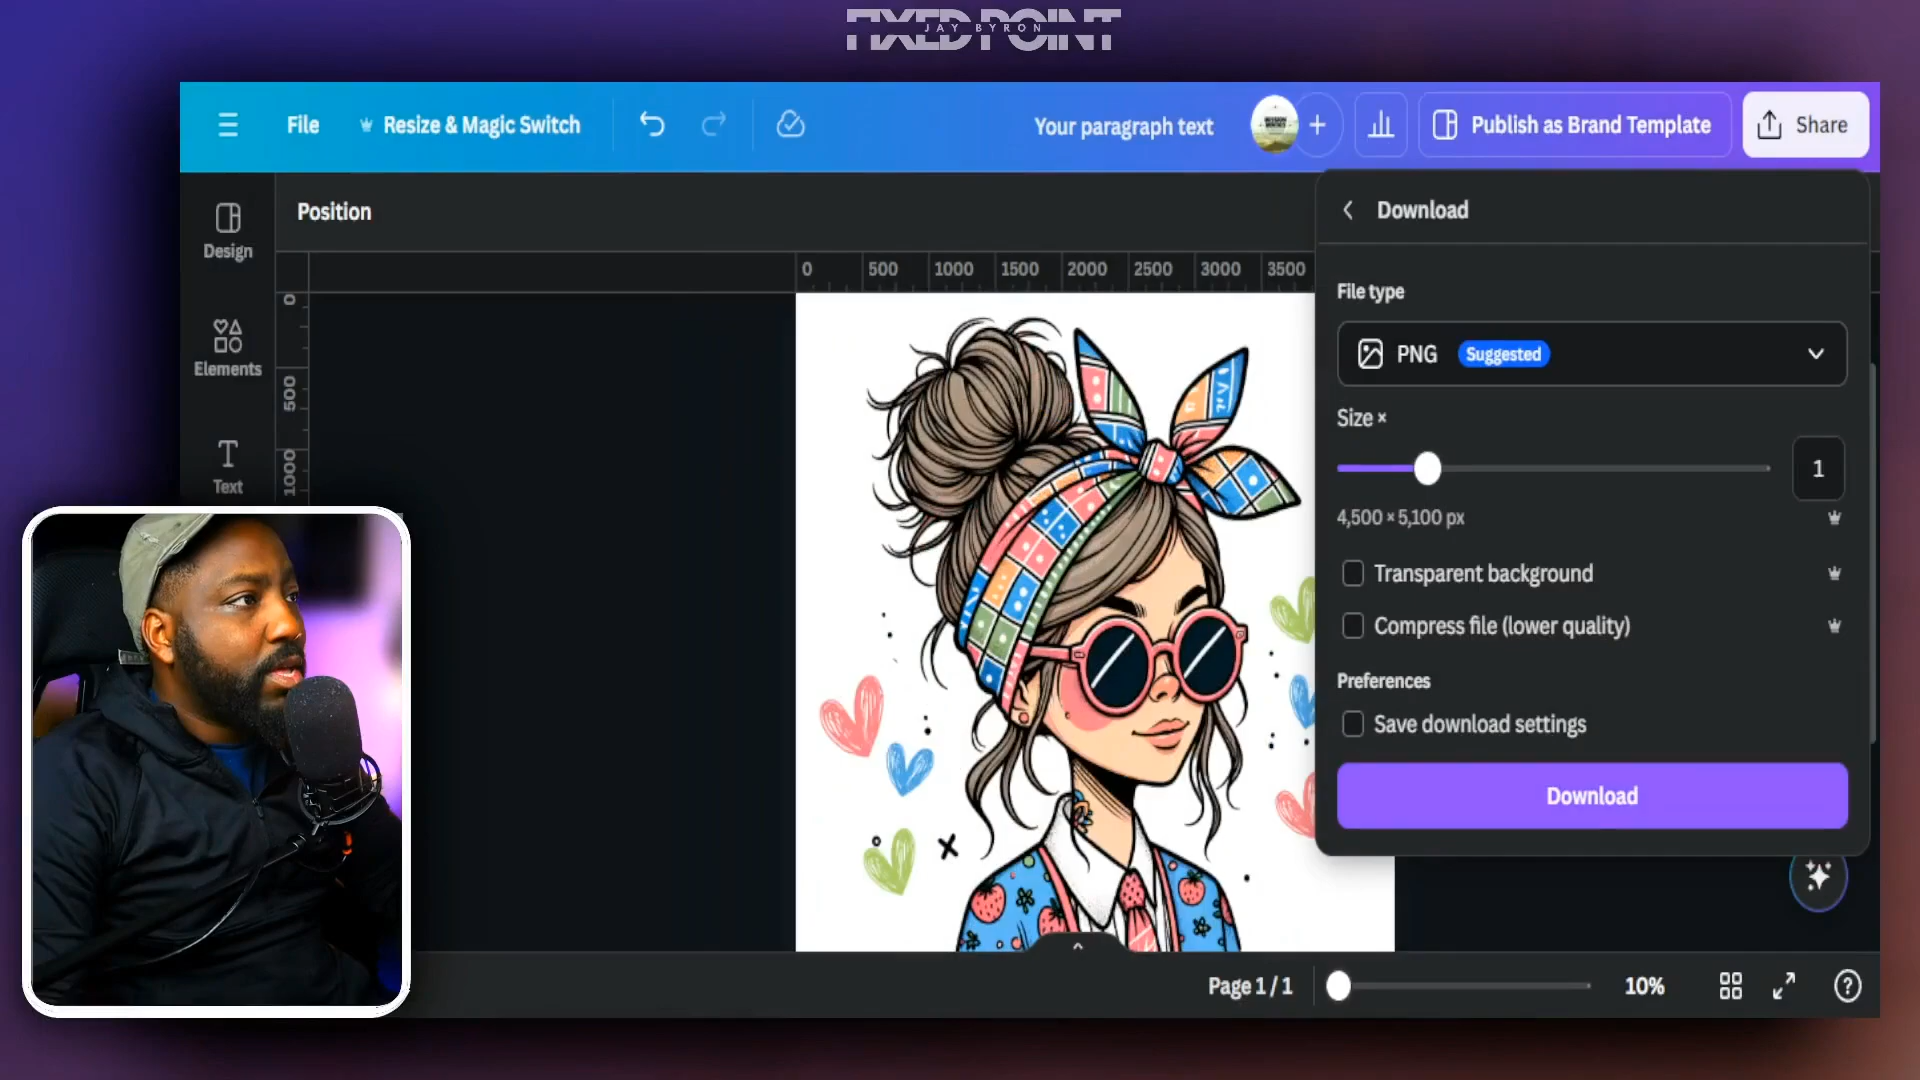 FIXED POINT
JAY BYRON
File
Resize & Magic Switch
Your paragraph text
Publish as Brand Template
Share
Position
Design
Elements
Text
0 500 1000 1500 2000 2500 3000 3500
0
500
1000
Download
File type
PNG Suggested
Size ×
1
4,500 × 5,100 px
Transparent background
Compress file (lower quality)
Preferences
Save download settings
Download
Page 1 / 1
10%